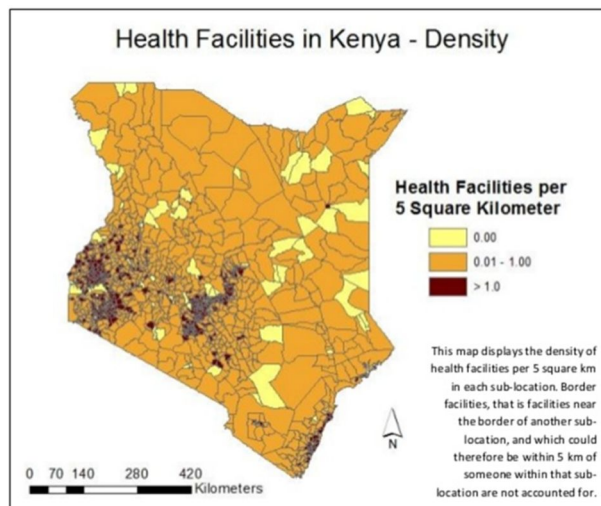 Health Facilities in Kenya - Density
Health Facilities per
5 Square Kilometer
0.00
0.01 - 1.00
> 1.0
This map displays the density of
health facilities per 5 square km
in each sub-location. Border
facilities, that is facilities near
the border of another sub-
location, and which could
therefore be within 5 km of
someone within that sub-
location are not accounted for.
N
0 70 140 280 420
Kilometers